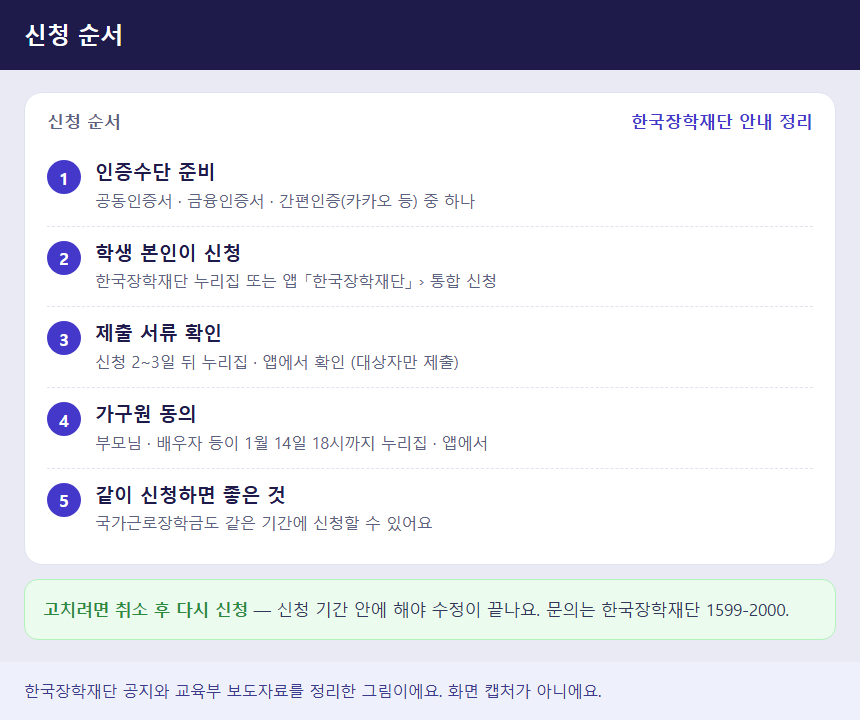 신청 순서
신청 순서
한국장학재단 안내 정리
1
인증수단 준비
공동인증서 · 금융인증서 · 간편인증(카카오 등) 중 하나
2
학생 본인이 신청
한국장학재단 누리집 또는 앱 「한국장학재단」 › 통합 신청
3
제출 서류 확인
신청 2~3일 뒤 누리집 · 앱에서 확인 (대상자만 제출)
4
가구원 동의
부모님 · 배우자 등이 1월 14일 18시까지 누리집 · 앱에서
5
같이 신청하면 좋은 것
국가근로장학금도 같은 기간에 신청할 수 있어요
고치려면 취소 후 다시 신청 — 신청 기간 안에 해야 수정이 끝나요. 문의는 한국장학재단 1599-2000.
한국장학재단 공지와 교육부 보도자료를 정리한 그림이에요. 화면 캡처가 아니에요.